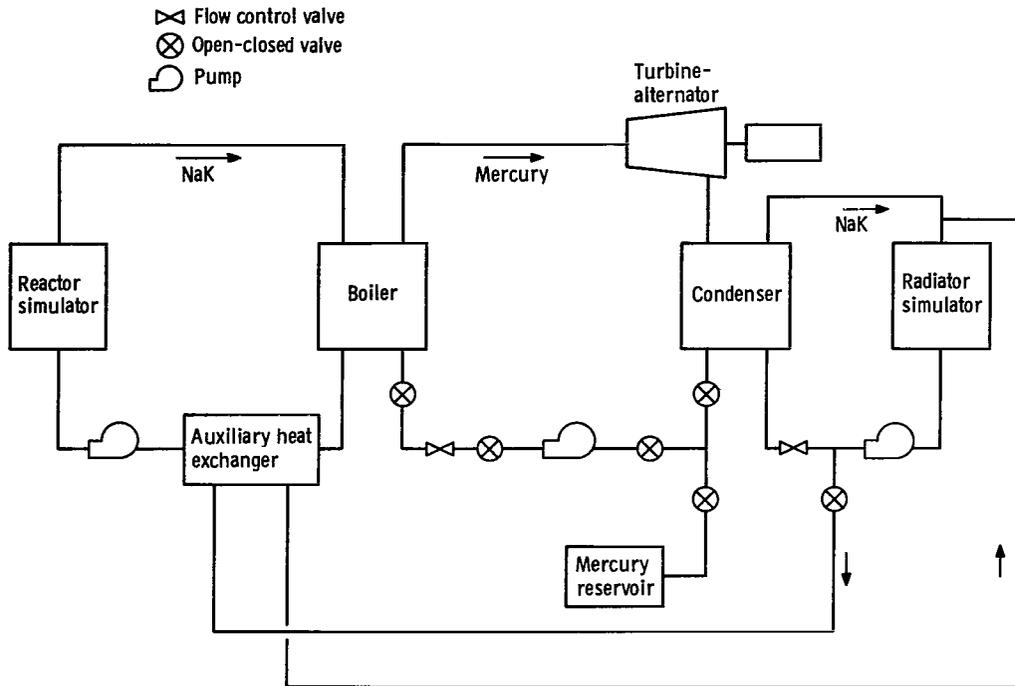 Flow control valve
Open-closed valve
Pump
Turbine-
alternator
NaK
Mercury
NaK
Reactor
simulator
Boiler
Condenser
Radiator
simulator
Auxiliary heat
exchanger
Mercury
reservoir